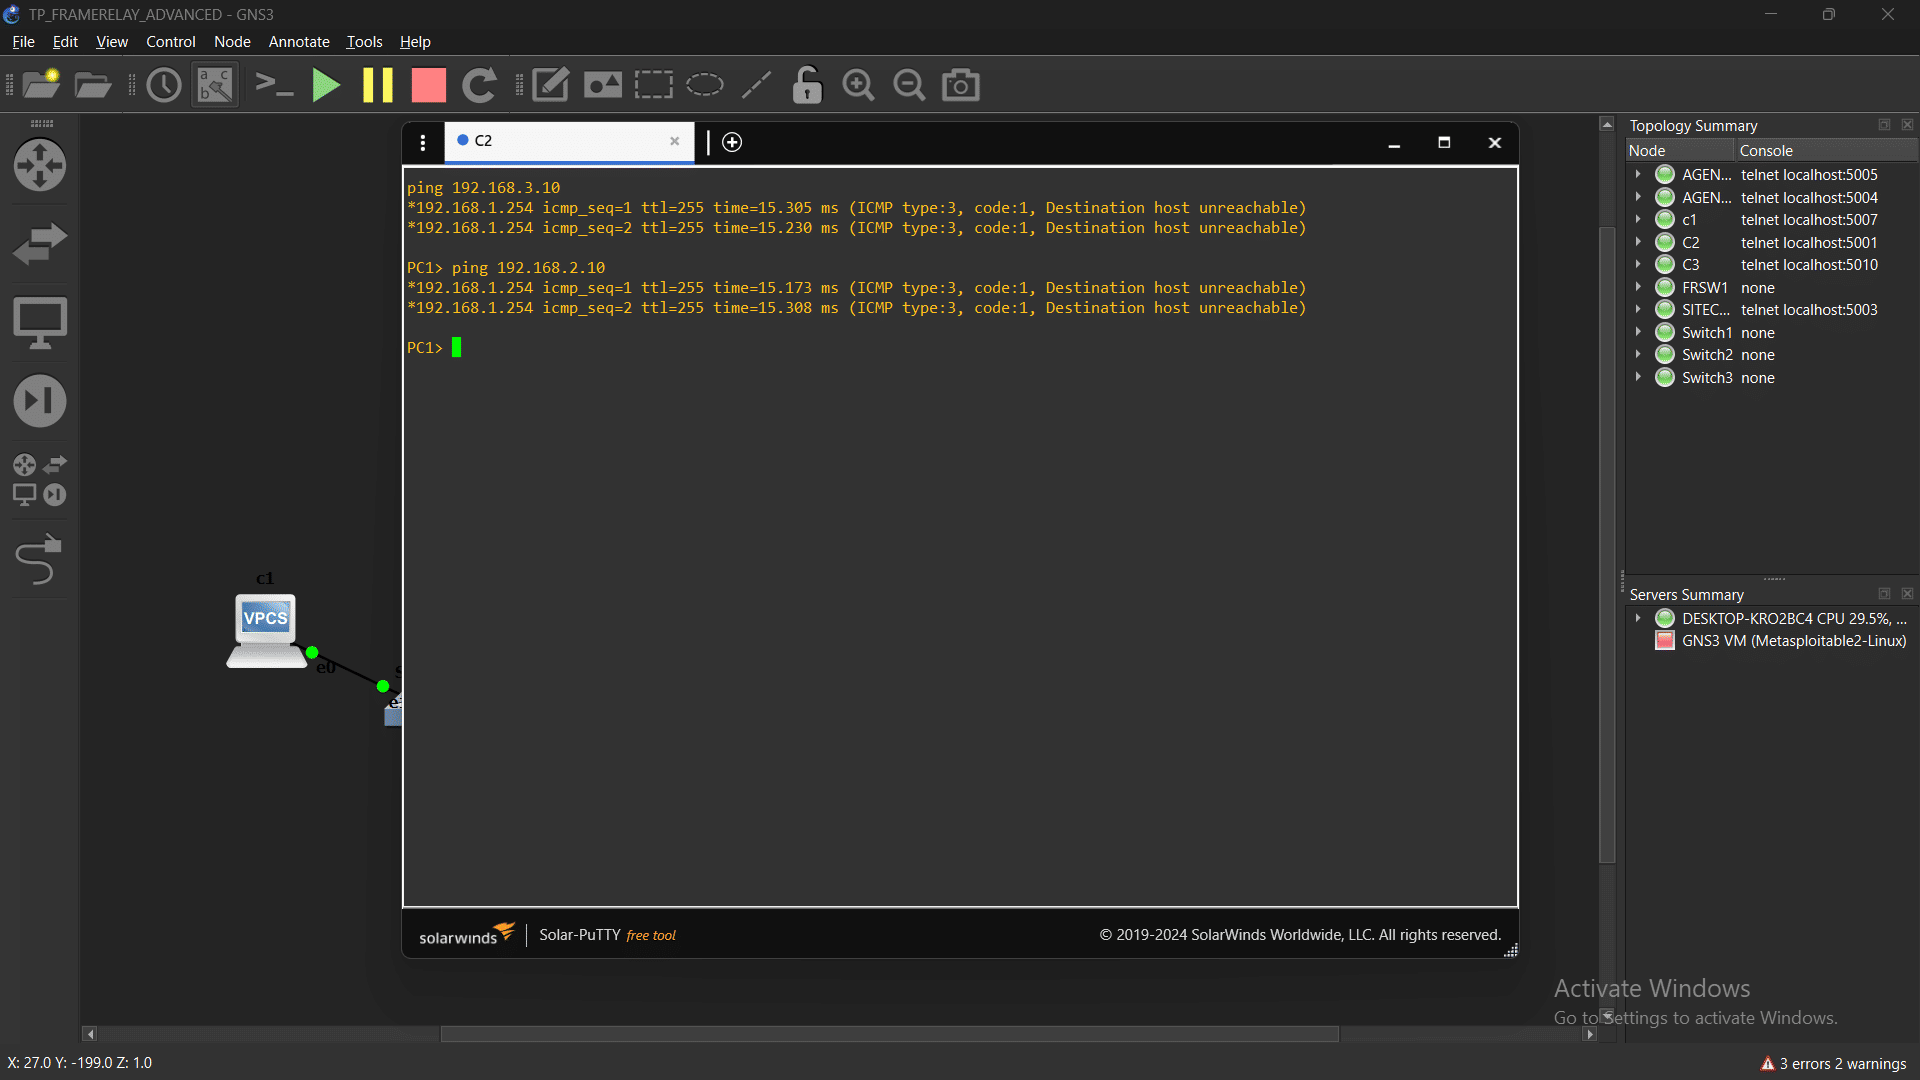 TP_FRAMERELAY_ADVANCED - GNS3
File Edit View Control Node Annotate Tools Help
a c
b
C2
ping 192.168.3.10
*192.168.1.254 icmp_seq=1 ttl=255 time=15.305 ms (ICMP type:3, code:1, Destination host unreachable)
*192.168.1.254 icmp_seq=2 ttl=255 time=15.230 ms (ICMP type:3, code:1, Destination host unreachable)
PC1> ping 192.168.2.10
*192.168.1.254 icmp_seq=1 ttl=255 time=15.173 ms (ICMP type:3, code:1, Destination host unreachable)
*192.168.1.254 icmp_seq=2 ttl=255 time=15.308 ms (ICMP type:3, code:1, Destination host unreachable)
PC1>
c1
VPCS
e0
solarwinds Solar-PuTTY free tool © 2019-2024 SolarWinds Worldwide, LLC. All rights reserved.
Topology Summary
Node Console
AGEN... telnet localhost:5005
AGEN... telnet localhost:5004
c1 telnet localhost:5007
C2 telnet localhost:5001
C3 telnet localhost:5010
FRSW1 none
SITEC... telnet localhost:5003
Switch1 none
Switch2 none
Switch3 none
Servers Summary
DESKTOP-KRO2BC4 CPU 29.5%, ...
GNS3 VM (Metasploitable2-Linux)
Activate Windows
Go to Settings to activate Windows.
X: 27.0 Y: -199.0 Z: 1.0
3 errors 2 warnings